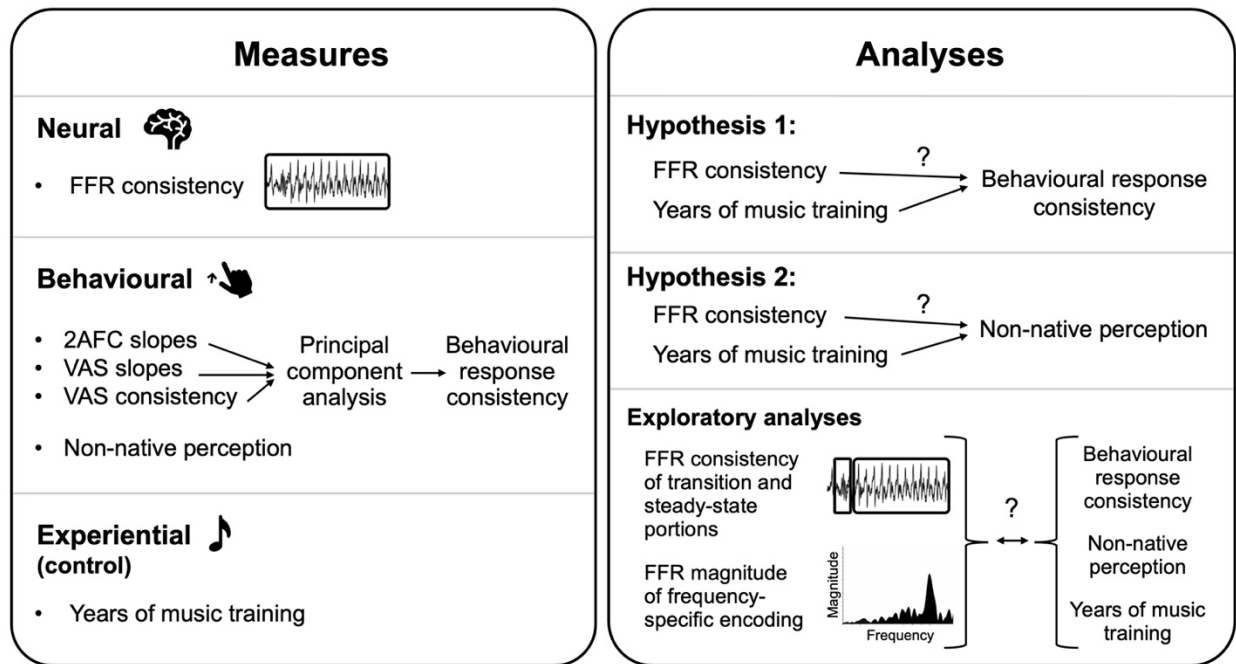 Measures
Neural
• FFR consistency
Behavioural
• 2AFC slopes
• VAS slopes
• VAS consistency
Principal
component
analysis
Behavioural
response
consistency
• Non-native perception
Experiential
(control)
• Years of music training
Analyses
Hypothesis 1:
FFR consistency
Years of music training
?
Behavioural response
consistency
Hypothesis 2:
FFR consistency
Years of music training
?
Non-native perception
Exploratory analyses
FFR consistency
of transition and
steady-state
portions
FFR magnitude
of frequency-
specific encoding
Magnitude
Frequency
?
Behavioural
response
consistency
Non-native
perception
Years of music
training